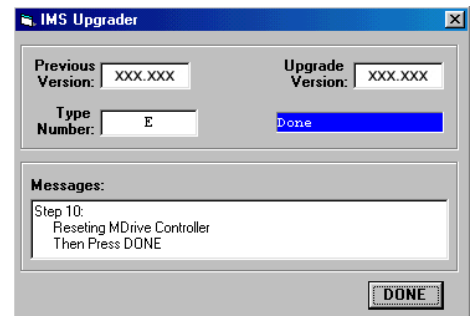 IMS Upgrader
Previous Version: XXX.XXX
Upgrade Version: XXX.XXX
Type Number: E
Done
Messages:
Step 10:
Reseting MDrive Controller
Then Press DONE
DONE